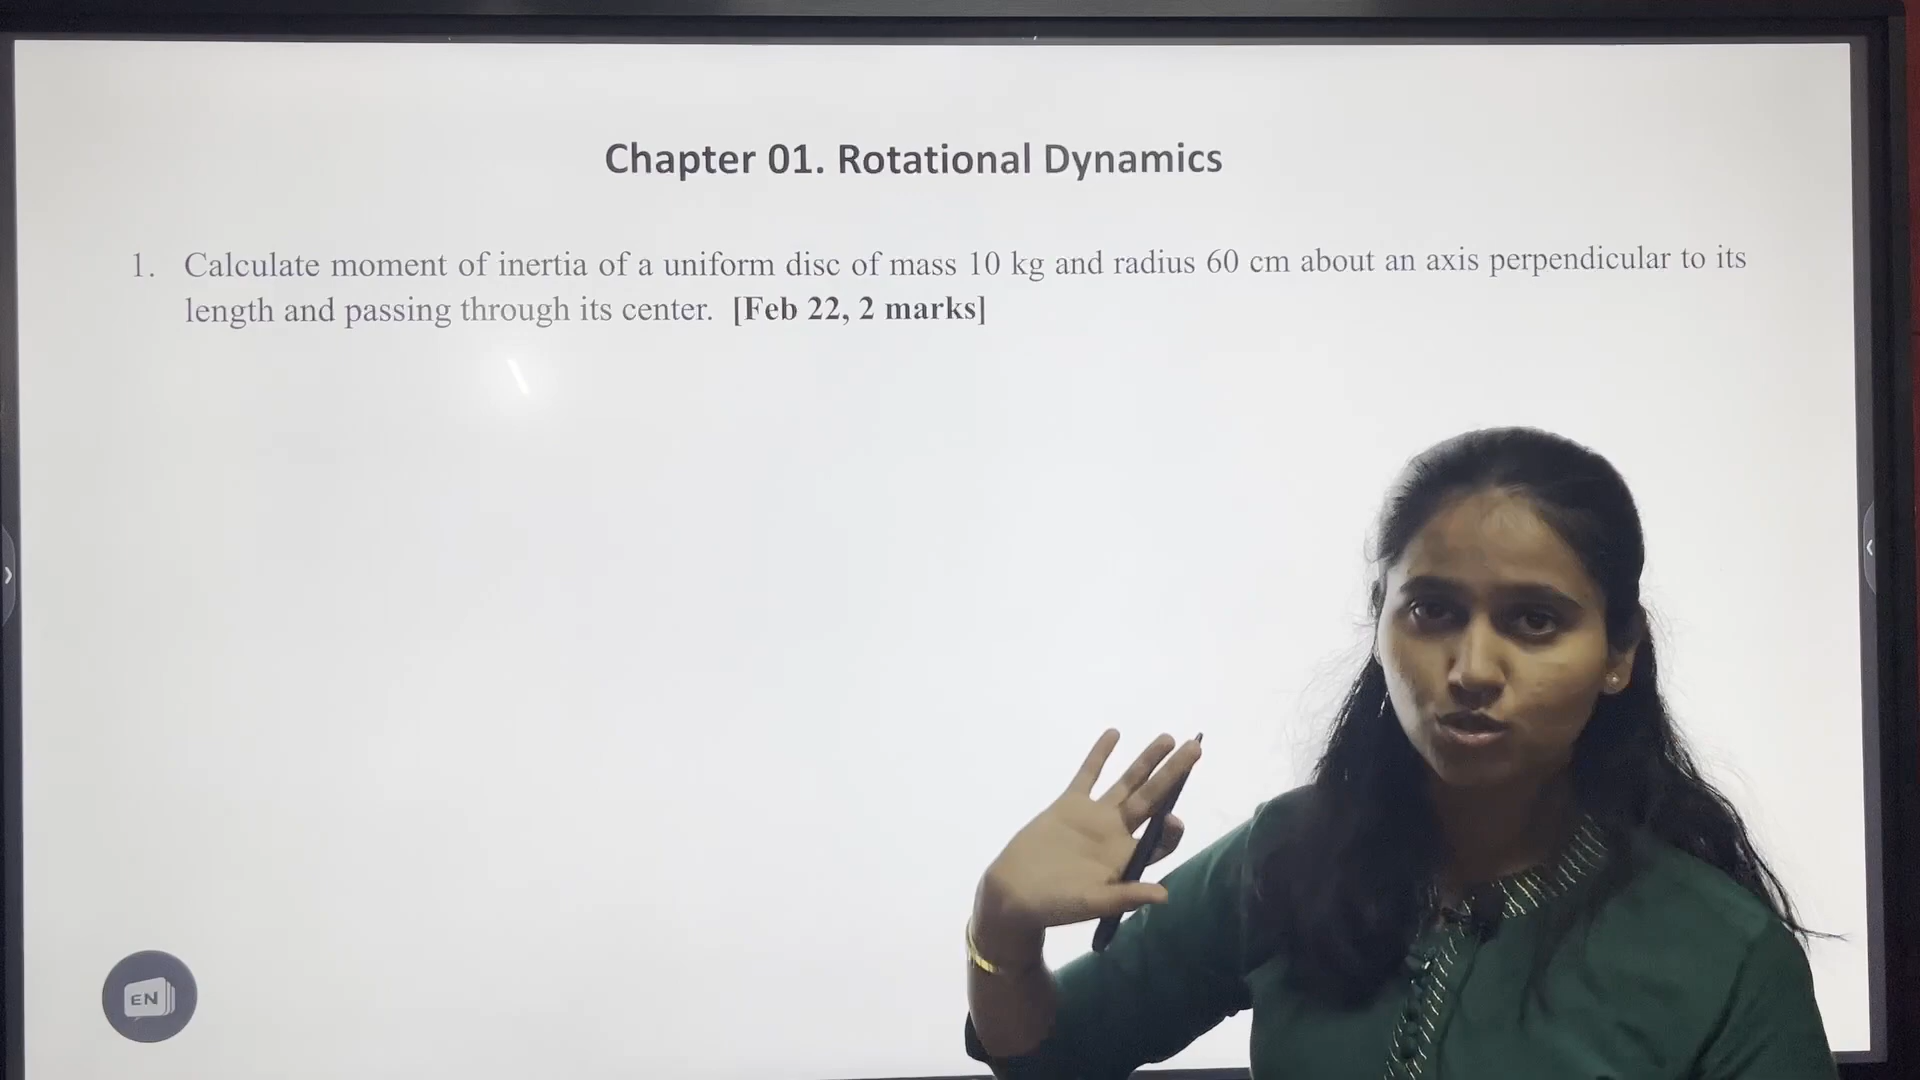 Chapter 01. Rotational Dynamics
1. Calculate moment of inertia of a uniform disc of mass 10 kg and radius 60 cm about an axis perpendicular to its
length and passing through its center. [Feb 22, 2 marks]
EN